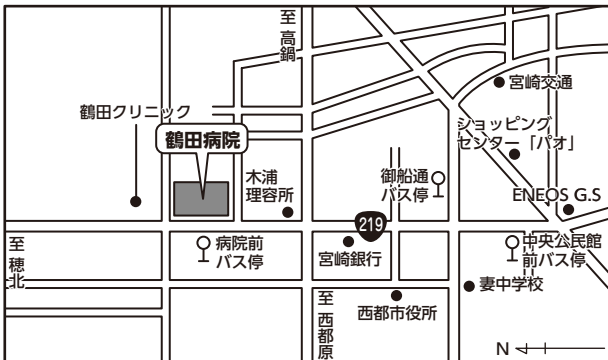 至
高
鍋
宮崎交通
鶴田クリニック
ショッピング
センター「パオ」
鶴田病院
木浦
理容所
御船通
バス停
ENEOS G.S
219
至
穂
北
病院前
バス停
宮崎銀行
中央公民館
前バス停
至
西
都
原
西都市役所
妻中学校
N